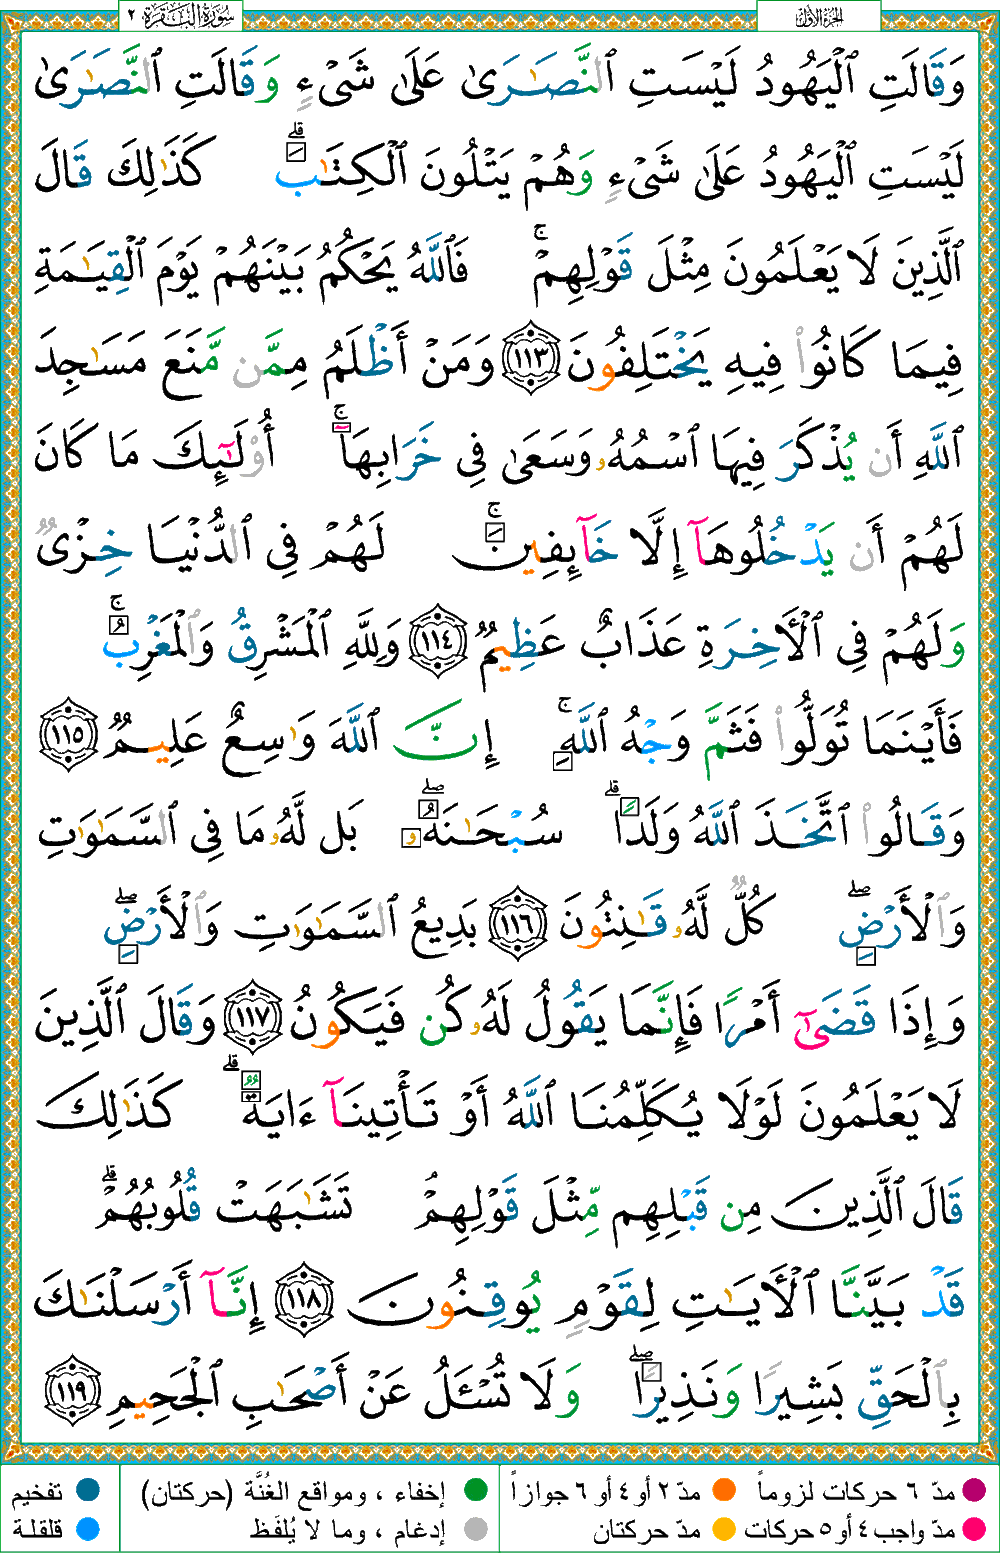 الجزء الأول
سورة البقرة ٢
وَقَالَتِ ٱلْيَهُودُ لَيْسَتِ ٱلنَّصَـٰرَىٰ عَلَىٰ شَىْءٍ وَقَالَتِ ٱلنَّصَـٰرَىٰ
لَيْسَتِ ٱلْيَهُودُ عَلَىٰ شَىْءٍ وَهُمْ يَتْلُونَ ٱلْكِتَـٰبَ ۗ كَذَٰلِكَ قَالَ
ٱلَّذِينَ لَا يَعْلَمُونَ مِثْلَ قَوْلِهِمْ ۚ فَٱللَّهُ يَحْكُمُ بَيْنَهُمْ يَوْمَ ٱلْقِيَـٰمَةِ
فِيمَا كَانُوا۟ فِيهِ يَخْتَلِفُونَ ١١٣ وَمَنْ أَظْلَمُ مِمَّن مَّنَعَ مَسَـٰجِدَ
ٱللَّهِ أَن يُذْكَرَ فِيهَا ٱسْمُهُۥ وَسَعَىٰ فِى خَرَابِهَآ ۚ أُو۟لَـٰٓئِكَ مَا كَانَ
لَهُمْ أَن يَدْخُلُوهَآ إِلَّا خَآئِفِينَ ۚ لَهُمْ فِى ٱلدُّنْيَا خِزْىٌ
وَلَهُمْ فِى ٱلْـَٔاخِرَةِ عَذَابٌ عَظِيمٌ ١١٤ وَلِلَّهِ ٱلْمَشْرِقُ وَٱلْمَغْرِبُ ۚ
فَأَيْنَمَا تُوَلُّوا۟ فَثَمَّ وَجْهُ ٱللَّهِ ۚ إِنَّ ٱللَّهَ وَٰسِعٌ عَلِيمٌ ١١٥
وَقَالُوا۟ ٱتَّخَذَ ٱللَّهُ وَلَدًا ۗ سُبْحَـٰنَهُۥ ۖ بَل لَّهُۥ مَا فِى ٱلسَّمَـٰوَٰتِ
وَٱلْأَرْضِ ۖ كُلٌّ لَّهُۥ قَـٰنِتُونَ ١١٦ بَدِيعُ ٱلسَّمَـٰوَٰتِ وَٱلْأَرْضِ ۖ
وَإِذَا قَضَىٰٓ أَمْرًا فَإِنَّمَا يَقُولُ لَهُۥ كُن فَيَكُونُ ١١٧ وَقَالَ ٱلَّذِينَ
لَا يَعْلَمُونَ لَوْلَا يُكَلِّمُنَا ٱللَّهُ أَوْ تَأْتِينَآ ءَايَةٌ ۗ كَذَٰلِكَ
قَالَ ٱلَّذِينَ مِن قَبْلِهِم مِّثْلَ قَوْلِهِمْ ۘ تَشَـٰبَهَتْ قُلُوبُهُمْ ۗ
قَدْ بَيَّنَّا ٱلْـَٔايَـٰتِ لِقَوْمٍ يُوقِنُونَ ١١٨ إِنَّآ أَرْسَلْنَـٰكَ
بِٱلْحَقِّ بَشِيرًا وَنَذِيرًا ۖ وَلَا تُسْـَٔلُ عَنْ أَصْحَـٰبِ ٱلْجَحِيمِ ١١٩
مدّ ٦ حركات لزوماً مدّ ٢ أو ٤ أو ٦ جوازاً إخفاء ، ومواقع الغُنَّة (حركتان) تفخيم
مدّ واجب ٤ أو ٥ حركات مدّ حركتان إدغام ، وما لا يُلفَظ قلقلة